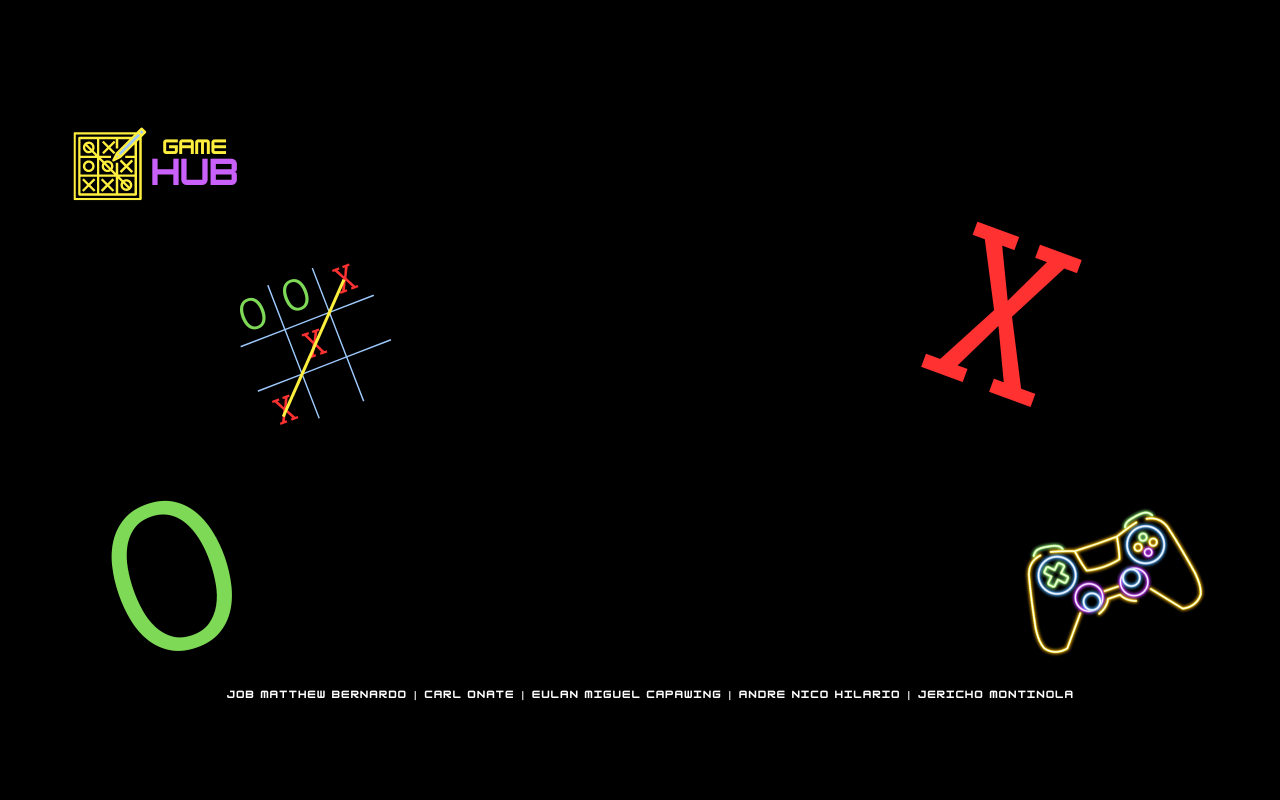 GAME
HUB
O O X
X
X
X
O
JOB MATTHEW BERNARDO | CARL ONATE | EULAN MIGUEL CAPAWING | ANDRE NICO HILARIO | JERICHO MONTINOLA